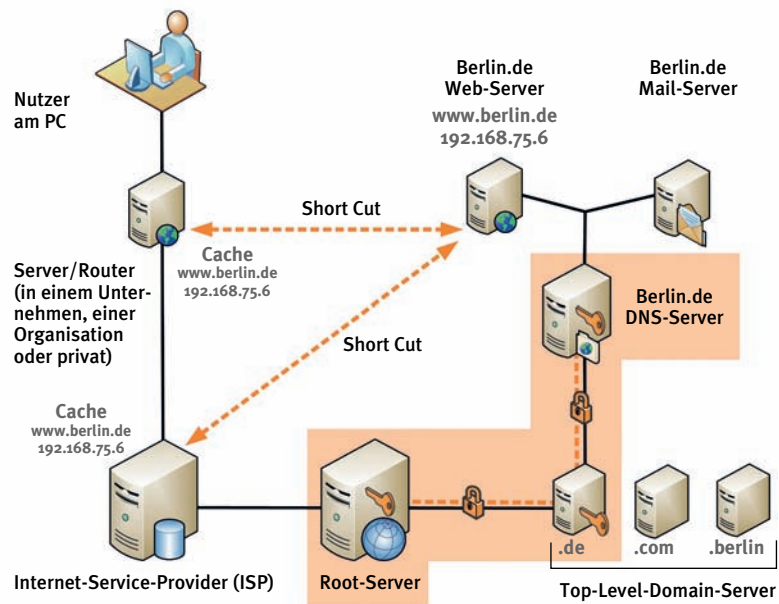 Nutzer
am PC
Berlin.de
Web-Server
www.berlin.de
192.168.75.6
Berlin.de
Mail-Server
Short Cut
Cache
www.berlin.de
192.168.75.6
Server/Router
(in einem Unter-
nehmen, einer
Organisation
oder privat)
Berlin.de
DNS-Server
Short Cut
Cache
www.berlin.de
192.168.75.6
.de
.com
.berlin
Internet-Service-Provider (ISP)
Root-Server
Top-Level-Domain-Server